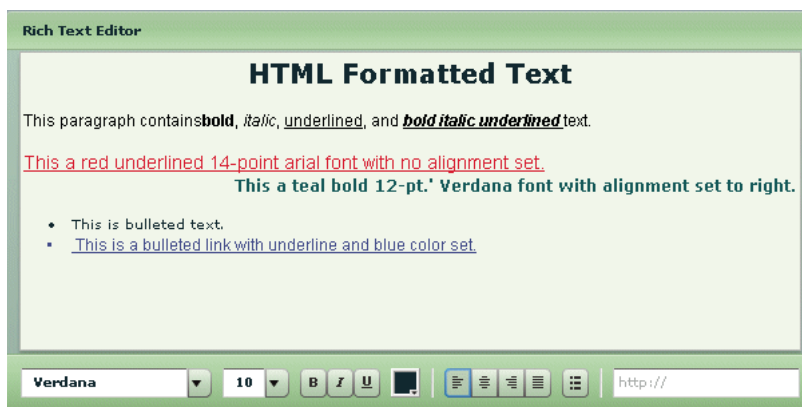 Rich Text Editor
HTML Formatted Text
This paragraph containsbold, italic, underlined, and bold italic underlined text.
This a red underlined 14-point arial font with no alignment set.
This a teal bold 12-pt.' Verdana font with alignment set to right.
• This is bulleted text.
• This is a bulleted link with underline and blue color set.
Verdana 10 B I U http://